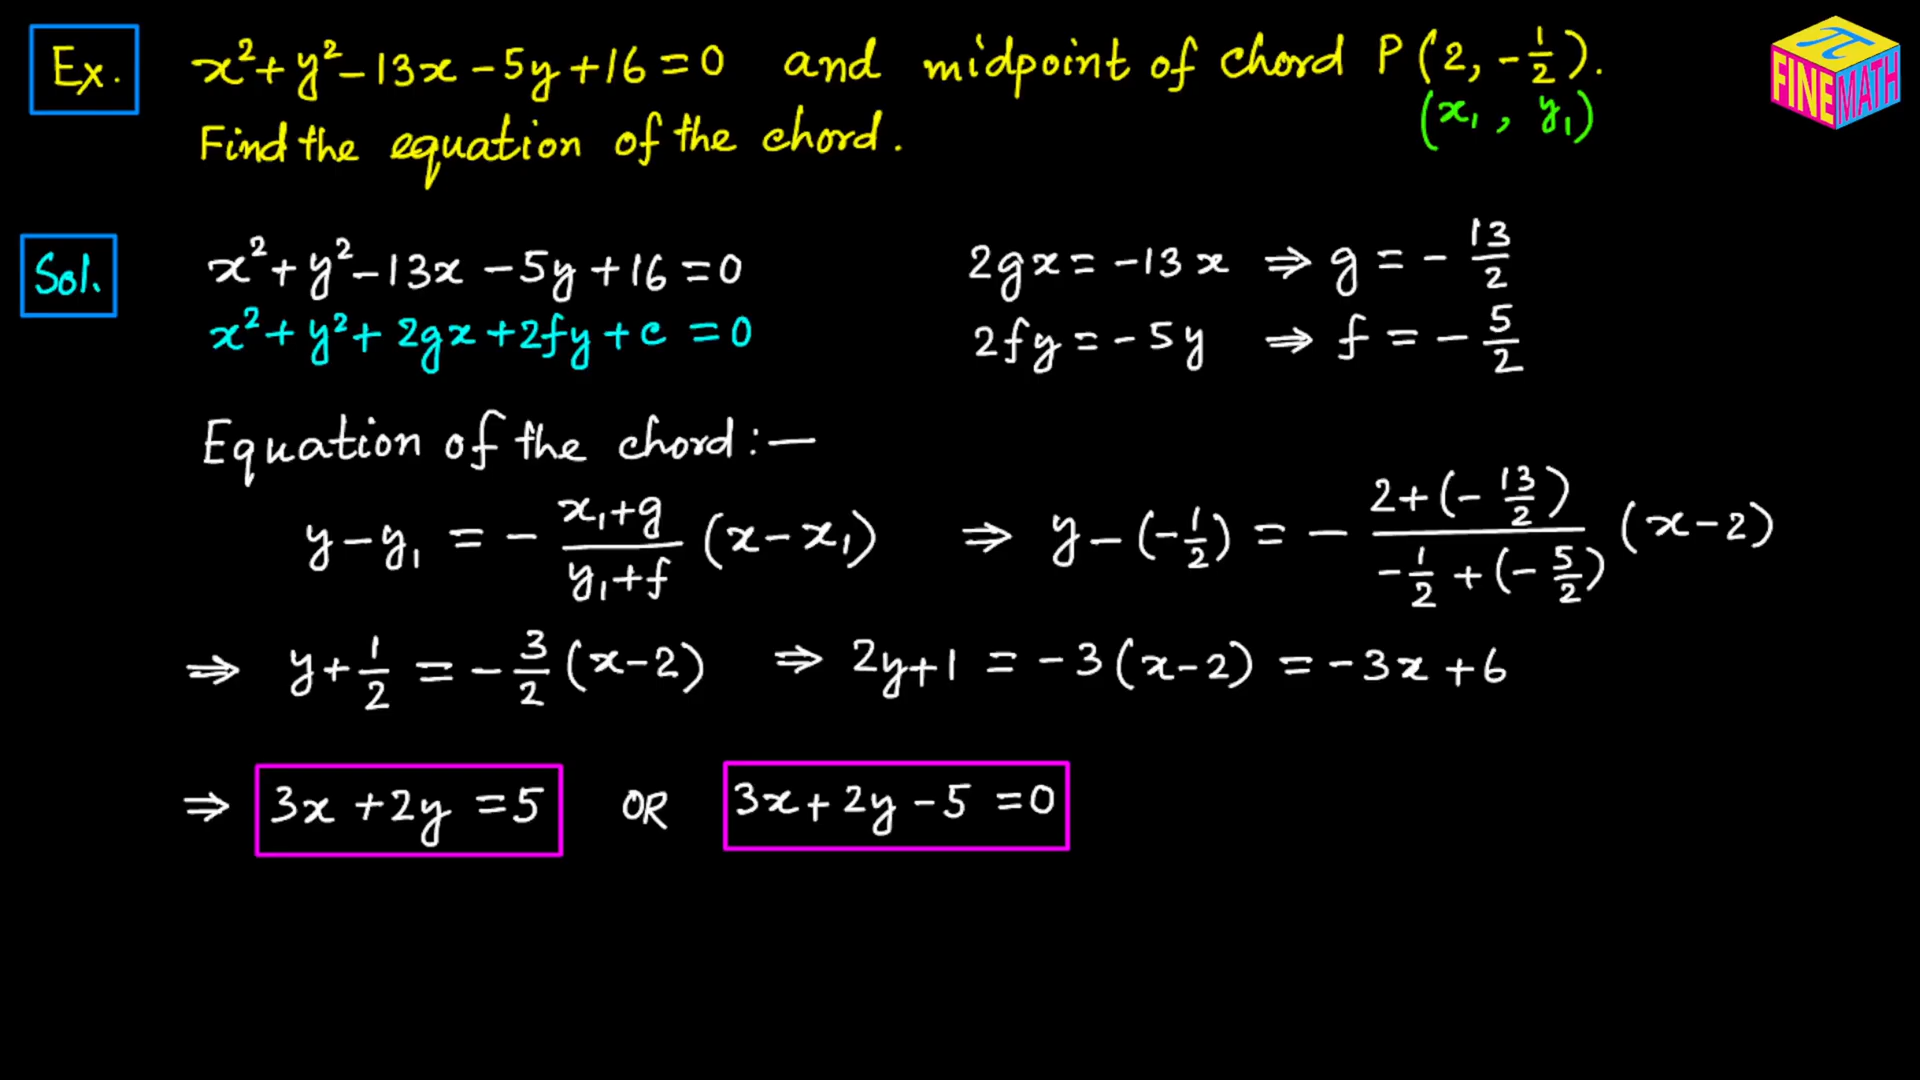 Ex. x²+y²-13x-5y+16=0 and midpoint of chord P(2, -1/2).
(x₁, y₁)
Find the equation of the chord.
π FINE MATH
Sol. x²+y²-13x-5y+16=0
x²+y²+2gx+2fy+c=0
2gx=-13x ⇒ g=-13/2
2fy=-5y ⇒ f=-5/2
Equation of the chord:—
y-y₁ = -(x₁+g)/(y₁+f) (x-x₁) ⇒ y-(-1/2) = -(2+(-13/2))/(-1/2+(-5/2)) (x-2)
⇒ y+1/2 = -3/2(x-2) ⇒ 2y+1 = -3(x-2) = -3x+6
⇒ 3x+2y=5 OR 3x+2y-5=0